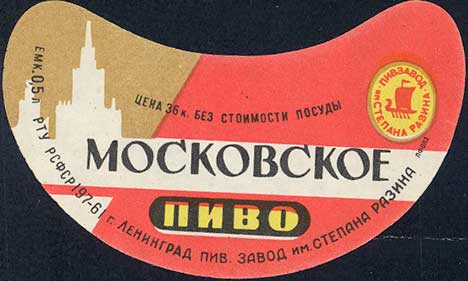 ЕМК. 0,5 л РТУ РСФСР 197-61
ЦЕНА 36 к. БЕЗ СТОИМОСТИ ПОСУДЫ
ПИВЗАВОД
им. СТЕПАНА РАЗИНА
МОСКОВСКОЕ
ПИВО
г. ЛЕНИНГРАД ПИВ. ЗАВОД им. СТЕПАНА РАЗИНА